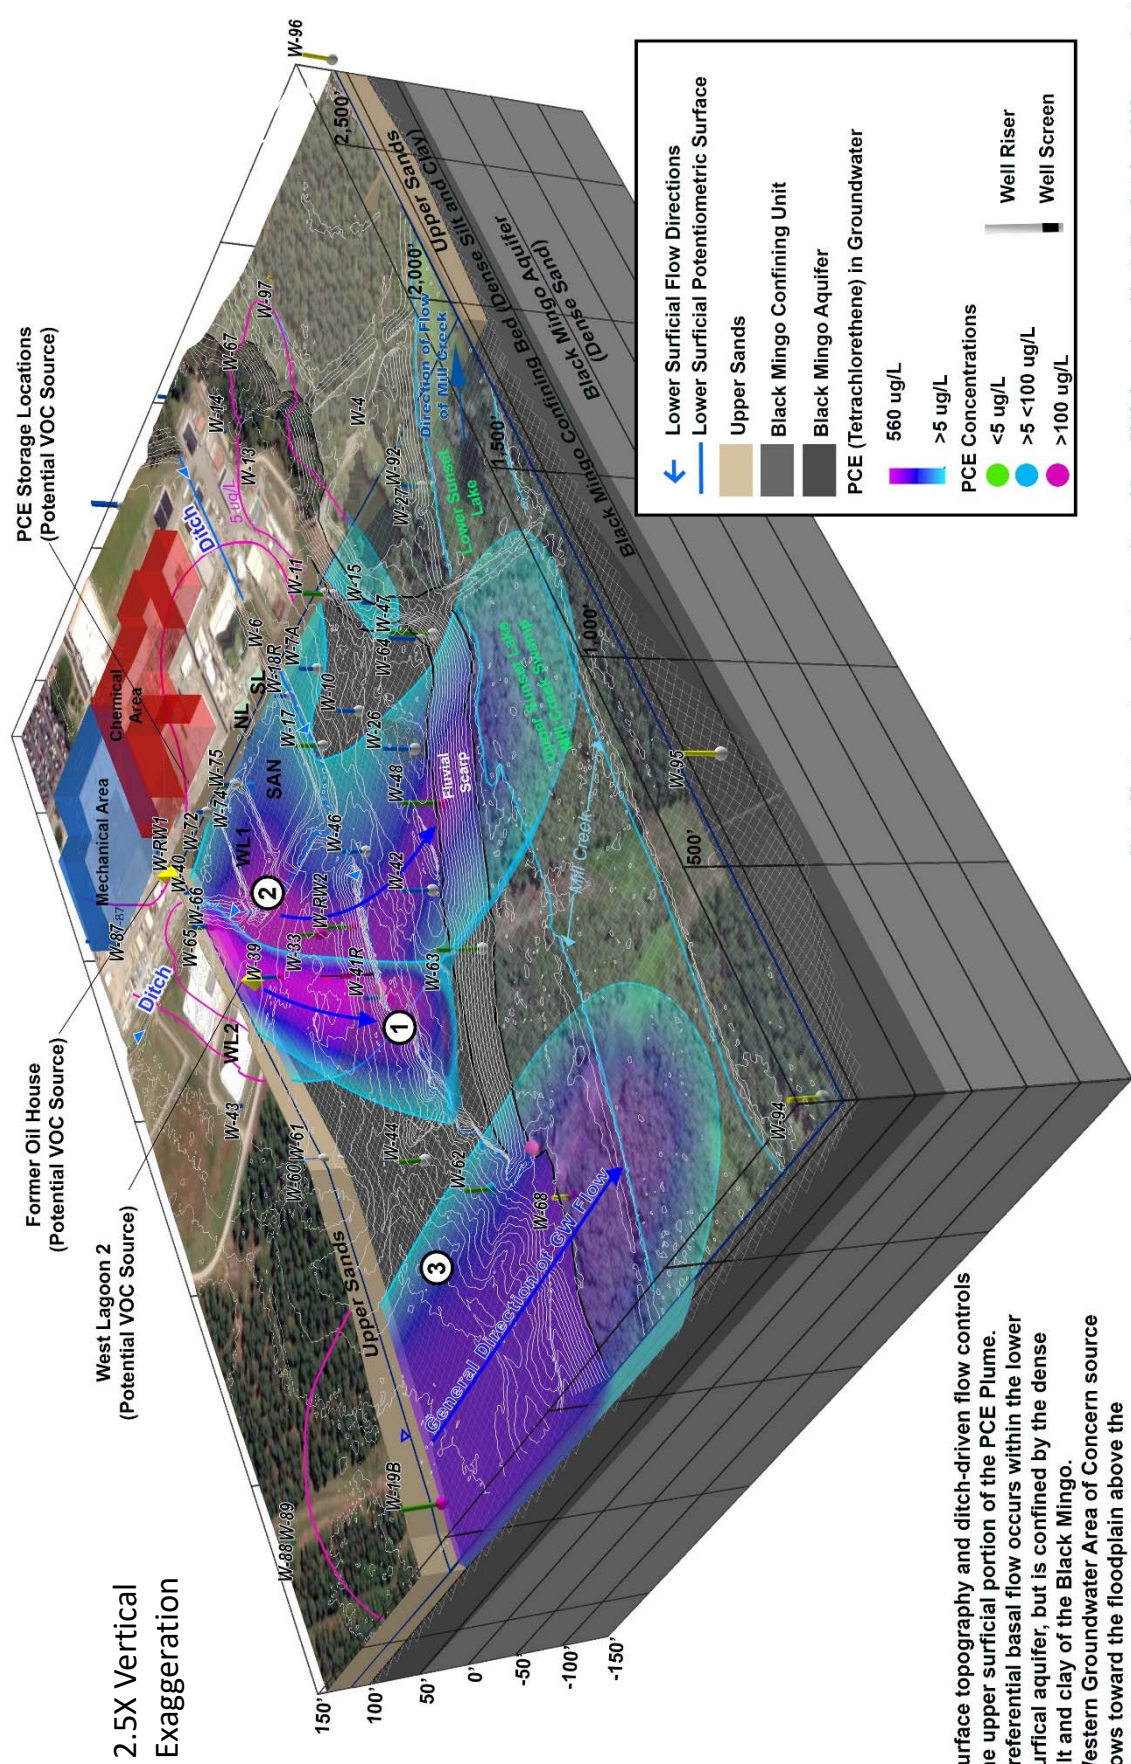 2.5X Vertical
Exaggeration
West Lagoon 2
(Potential VOC Source)
Former Oil House
(Potential VOC Source)
PCE Storage Locations
(Potential VOC Source)
Mechanical Area
Chemical
Area
Ditch
Ditch
5 ug/L
W-96
W-97
W-67
W-14
W-13
W-4
W-92
W-27
W-11
W-15
W-47
W-64
W-6
W-7A
W-18R
W-10
W-17
W-26
W-48
NL
SL
SAN
W-75
W-74
W-72
W-RW1
W-40
W-66
W-65
W-87
-87
WL1
WL2
W-46
W-42
W-RW2
W-33
W-39
W-41R
W-63
W-43
W-61
W-60
W-44
W-62
W-68
W-19B
W-88
W-89
W-94
W-95
1
2
3
Upper Sands
General Direction of GW Flow
Fluvial
Scarp
Mill Creek
Upper Sunset Lake
Mill Creek Swamp
Lower Sunset
Lake
Direction of Flow
of Mill Creek
Upper Sands
Black Mingo Confining Bed (Dense Silt and Clay)
Black Mingo Aquifer
(Dense Sand)
Black Mingo
500'
1,000'
1,500'
2,000'
2,500'
150'
100'
50'
0'
-50'
-100'
-150'
Lower Surficial Flow Directions
Lower Surficial Potentiometric Surface
Upper Sands
Black Mingo Confining Unit
Black Mingo Aquifer
PCE (Tetrachlorethene) in Groundwater
560 ug/L
>5 ug/L
PCE Concentrations
<5 ug/L
>5 <100 ug/L
>100 ug/L
Well Riser
Well Screen
urface topography and ditch-driven flow controls
he upper surficial portion of the PCE Plume.
referential basal flow occurs within the lower
urfical aquifer, but is confined by the dense
ilt and clay of the Black Mingo.
Vestern Groundwater Area of Concern source
ows toward the floodplain above the